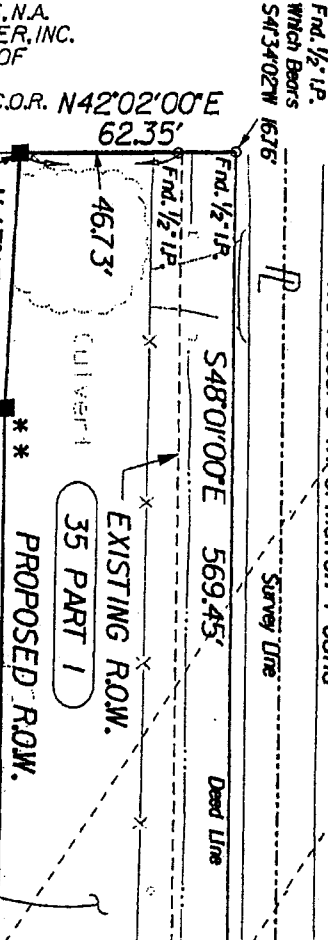 , N.A.
ER, INC.
OF
C.O.R. N42°02'00"E
62.35'
Fnd. 1/2" I.P.
Which Bears
S41°34'02"W 16.76'
Fnd. 1/2" I.P.
Fnd. 1/2" I.P.
46.73'
PL
Survey Line
S48°01'00"E 569.45'
Deed Line
Culvert
EXISTING R.O.W.
35 PART 1
**
PROPOSED R.O.W.